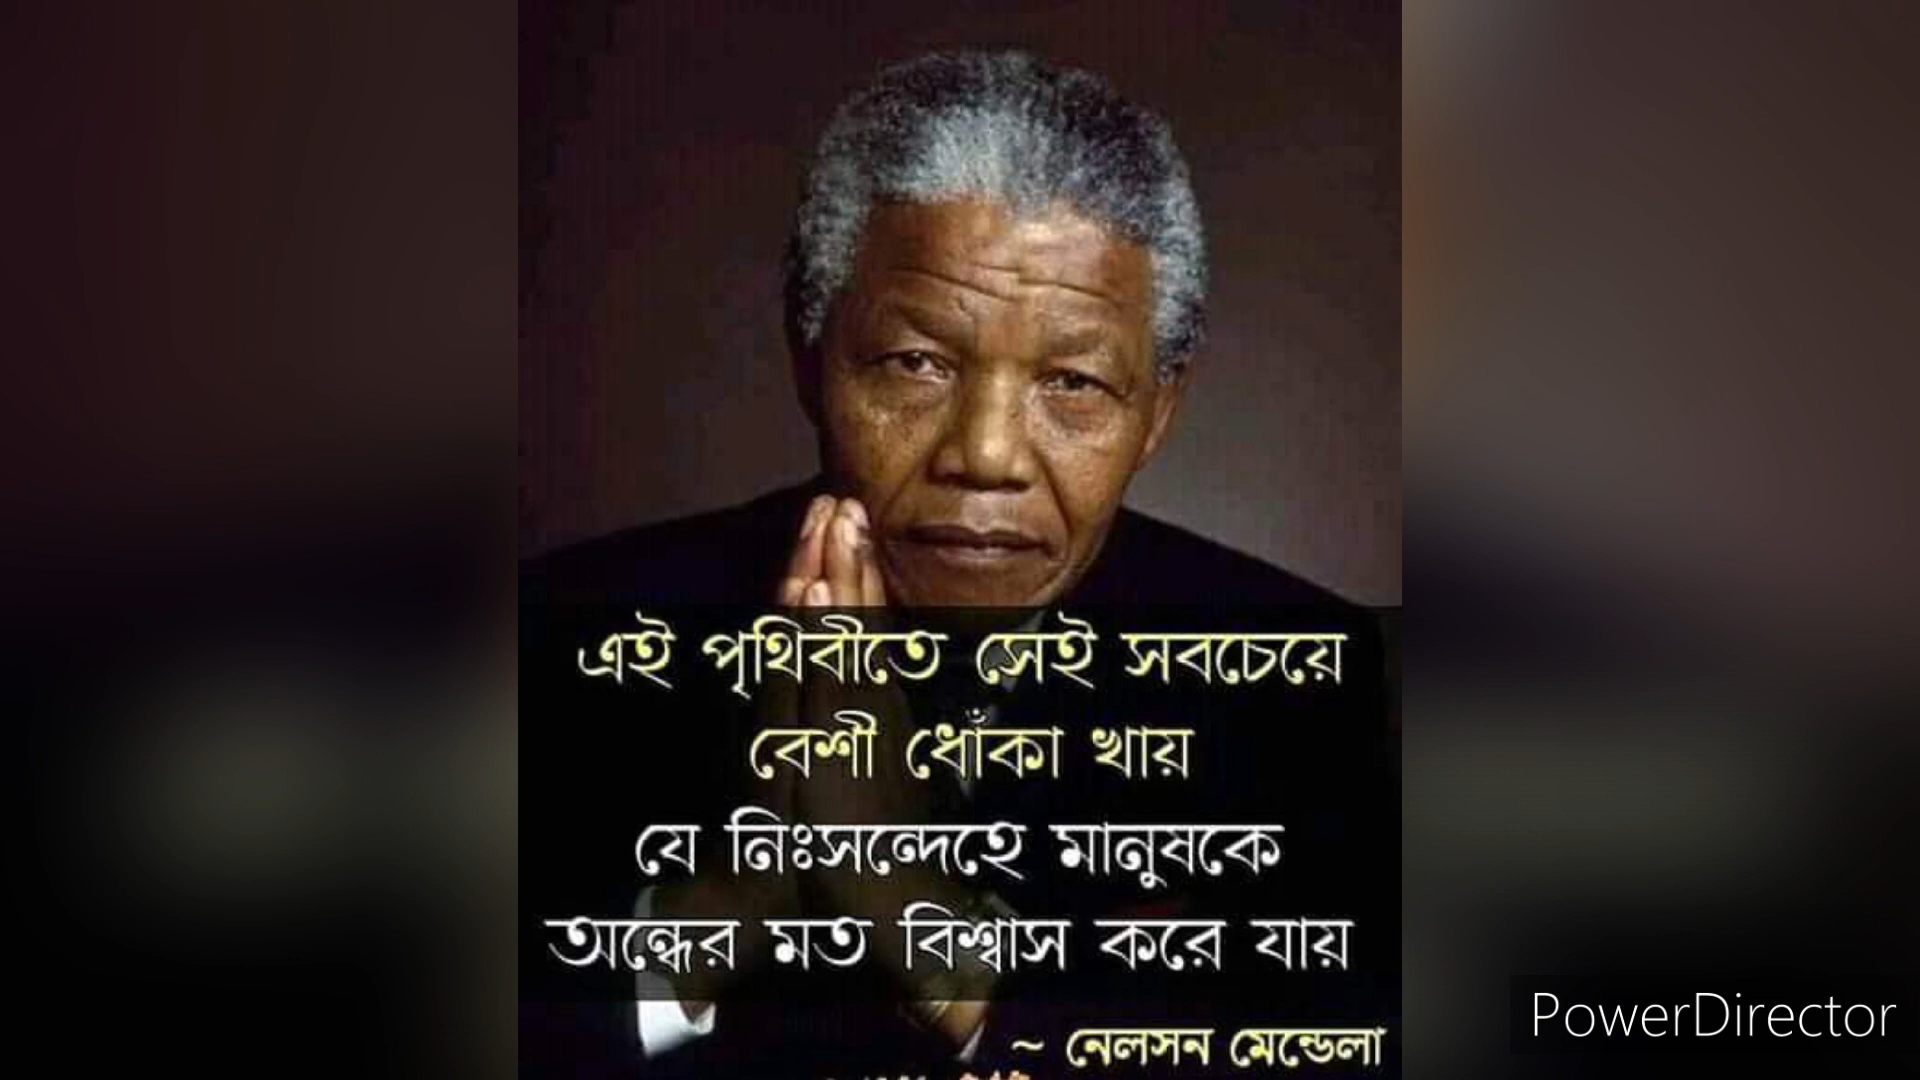 এই পৃথিবীতে সেই সবচেয়ে
বেশী ধোঁকা খায়
যে নিঃসন্দেহে মানুষকে
অন্ধের মত বিশ্বাস করে যায়
~ নেলসন মেন্ডেলা
PowerDirector